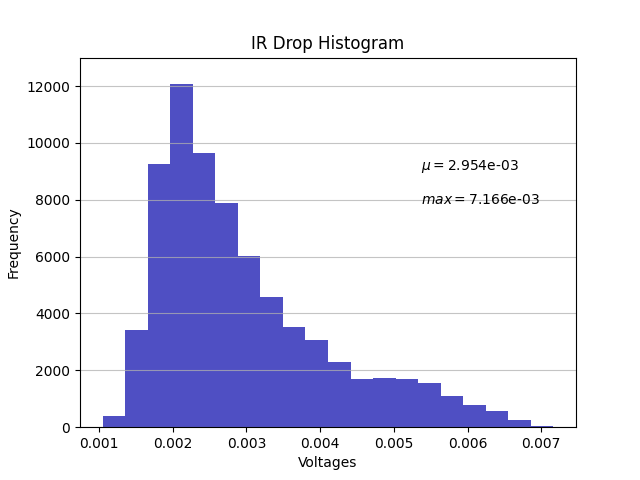 IR Drop Histogram
12000
10000
8000
6000
4000
2000
0
Frequency
μ = 2.954e-03
max = 7.166e-03
0.001 0.002 0.003 0.004 0.005 0.006 0.007
Voltages